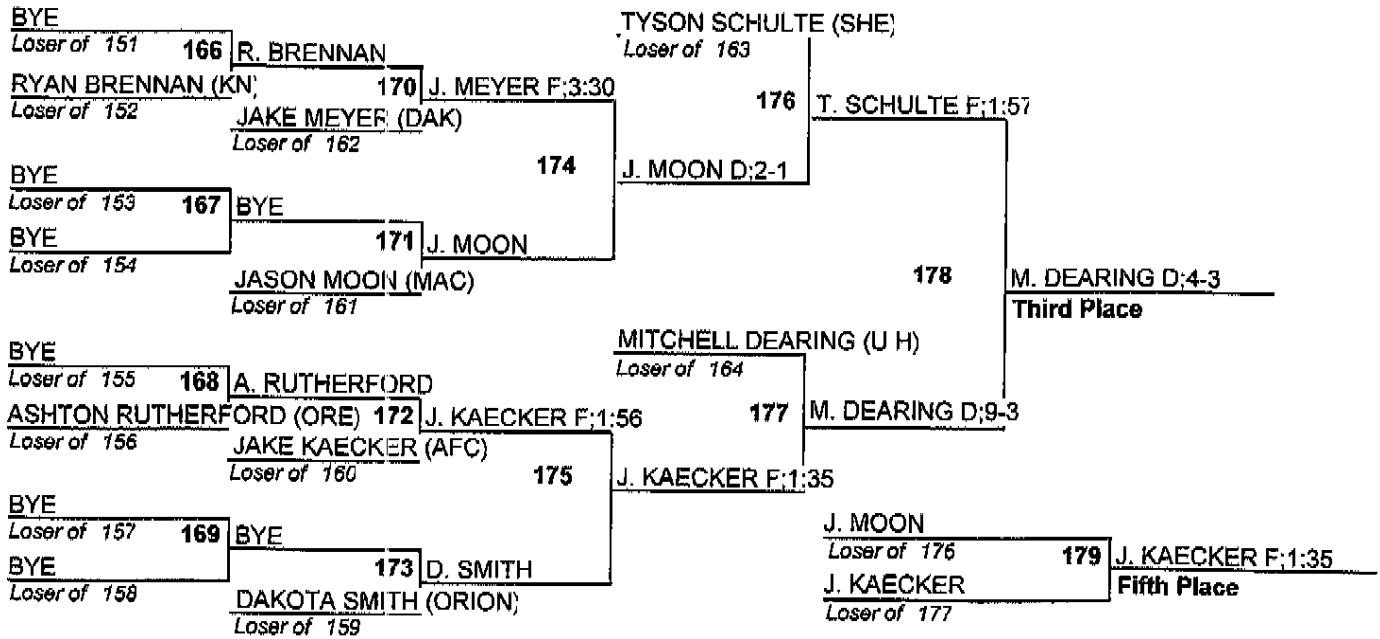 BYE
Loser of 151
166
R. BRENNAN
RYAN BRENNAN (KN)
Loser of 152
170
J. MEYER F;3:30
JAKE MEYER (DAK)
Loser of 162
BYE
Loser of 153
167
BYE
BYE
Loser of 154
171
J. MOON
JASON MOON (MAC)
Loser of 161
174
J. MOON D;2-1
TYSON SCHULTE (SHE)
Loser of 163
176
T. SCHULTE F;1:57
BYE
Loser of 155
168
A. RUTHERFORD
ASHTON RUTHERFORD (ORE)
Loser of 156
172
J. KAECKER F;1:56
JAKE KAECKER (AFC)
Loser of 160
BYE
Loser of 157
169
BYE
BYE
Loser of 158
173
D. SMITH
DAKOTA SMITH (ORION)
Loser of 159
175
J. KAECKER F;1:35
MITCHELL DEARING (U H)
Loser of 164
177
M. DEARING D;9-3
178
M. DEARING D;4-3
Third Place
J. MOON
Loser of 176
179
J. KAECKER F;1:35
J. KAECKER
Loser of 177
Fifth Place